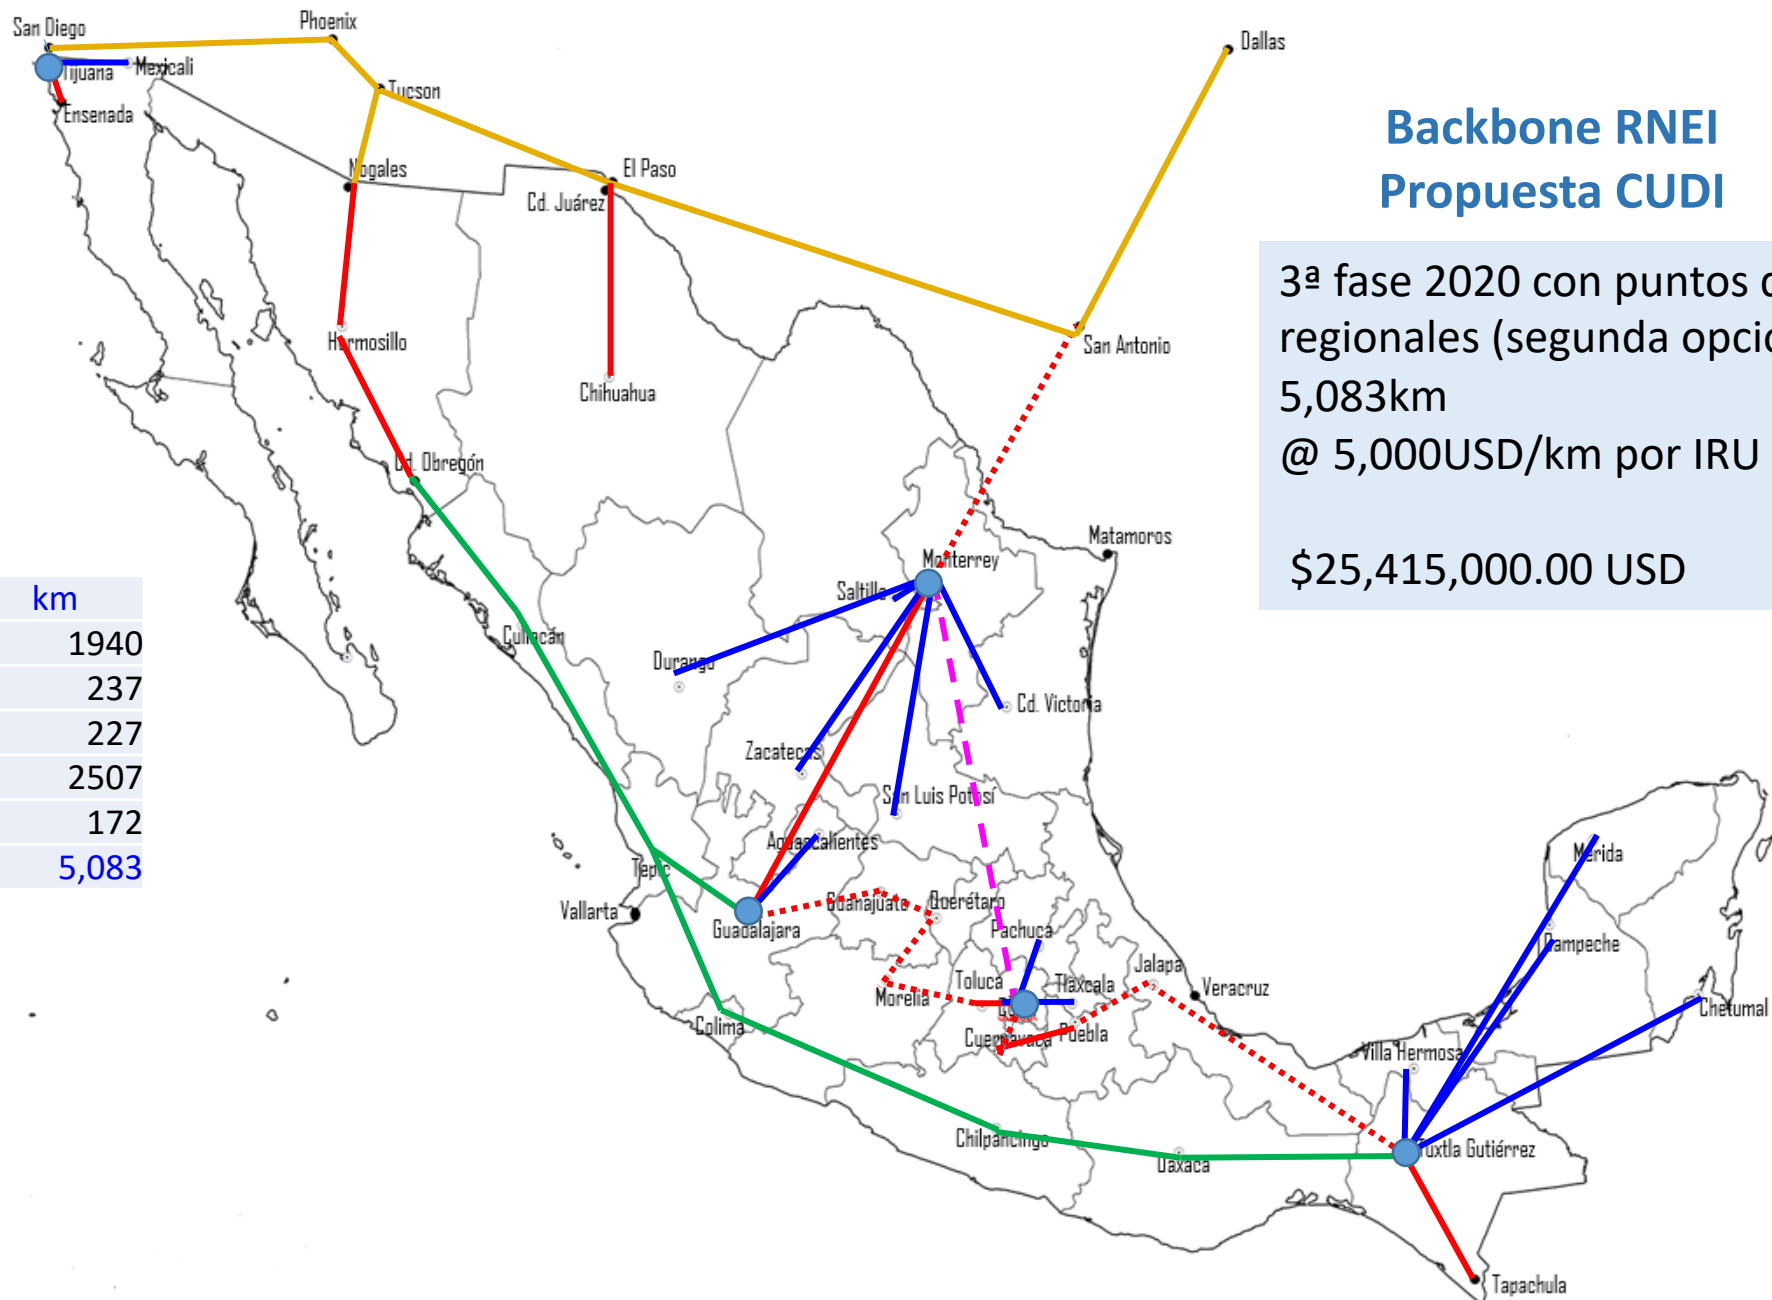 San Diego
Phoenix
Dallas
Tijuana
Mexicali
Tucson
Ensenada
Backbone RNEI
Propuesta CUDI
Nogales
El Paso
Cd. Juárez
3ª fase 2020 con puntos
regionales (segunda
5,083km
@ 5,000USD/km por IRU
$25,415,000.00 USD
Hermosillo
San Antonio
Chihuahua
Cd. Obregón
Matamoros
Monterrey
Saltillo
km
1940
237
227
2507
172
5,083
Culiacán
Durango
Cd. Victoria
Zacatecas
San Luis Potosí
Aguascalientes
Mérida
Tepic
Vallarta
Guanajuato
Querétaro
Guadalajara
Pachuca
Campeche
Jalapa
Toluca
Tlaxcala
Morelia
Veracruz
Chetumal
Colima
Cuernavaca
Puebla
Villa Hermosa
Chilpancingo
Oaxaca
Tuxtla Gutiérrez
Tapachula